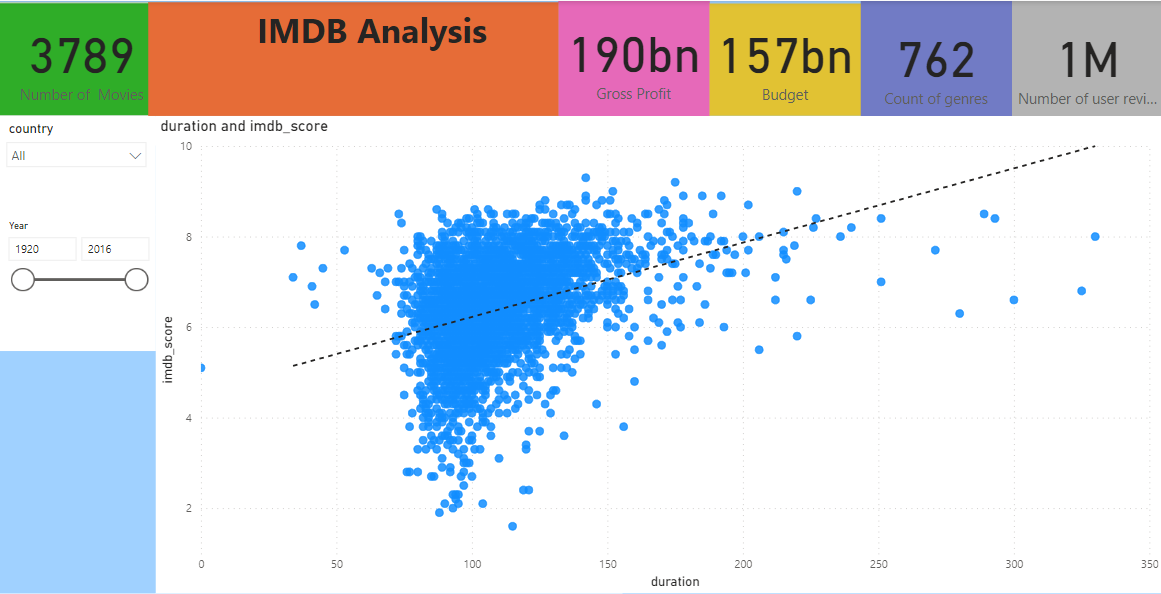 3789
Number of Movies
IMDB Analysis
190bn
Gross Profit
157bn
Budget
762
Count of genres
1M
Number of user revi...
country
All
Year
1920
2016
duration and imdb_score
imdb_score
10
8
6
4
2
0
50
100
150
200
250
300
350
duration